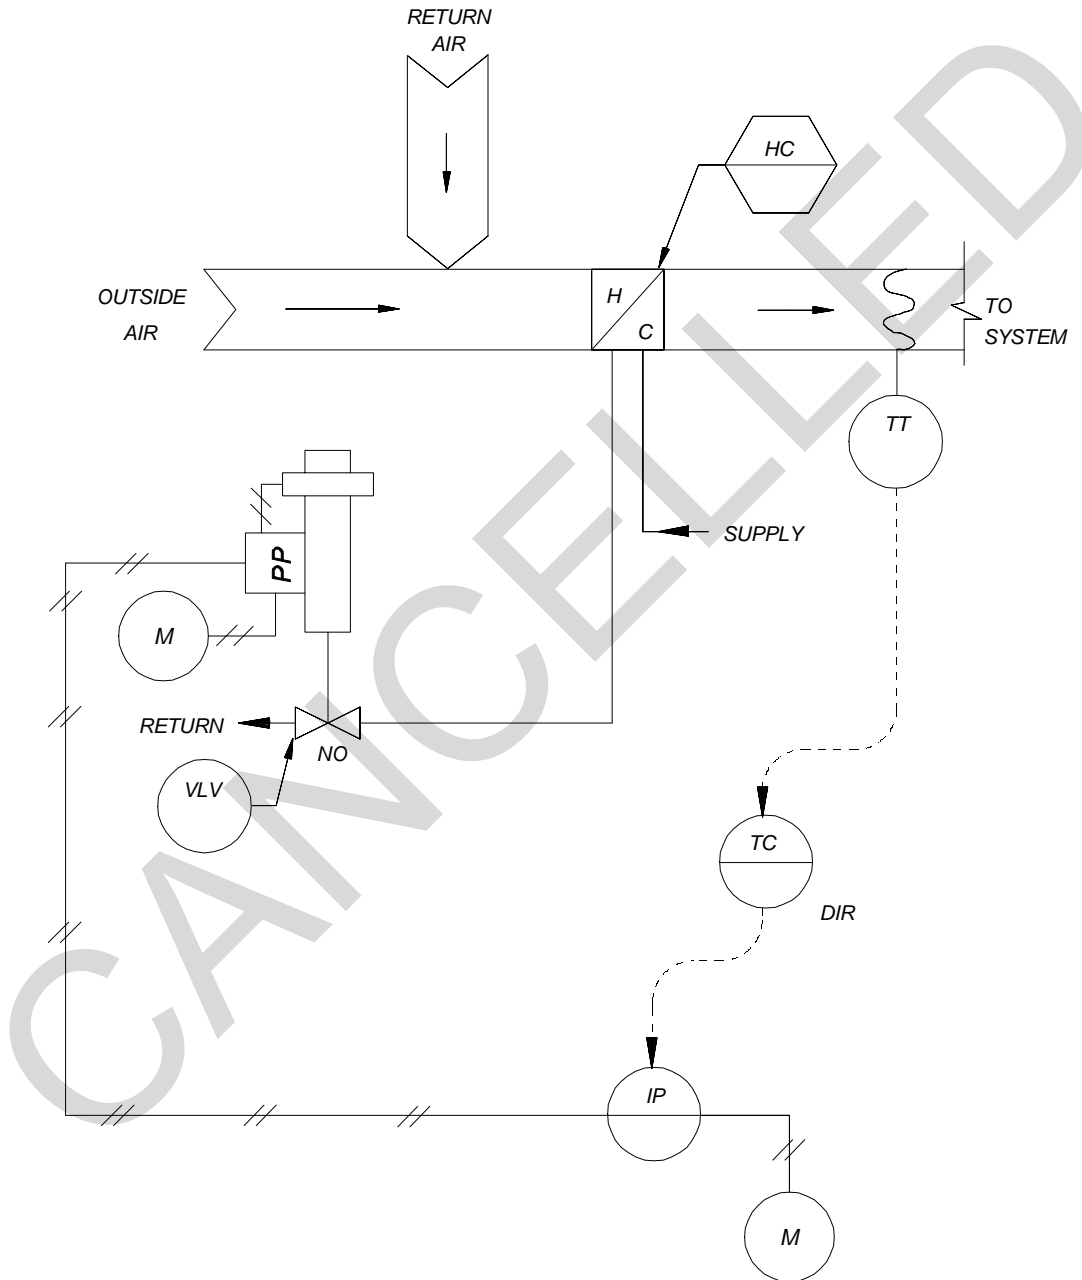 RETURN
AIR
HC
OUTSIDE
AIR
H
C
TO
SYSTEM
TT
SUPPLY
PP
M
RETURN
NO
VLV
TC
DIR
IP
M
CANCELLED